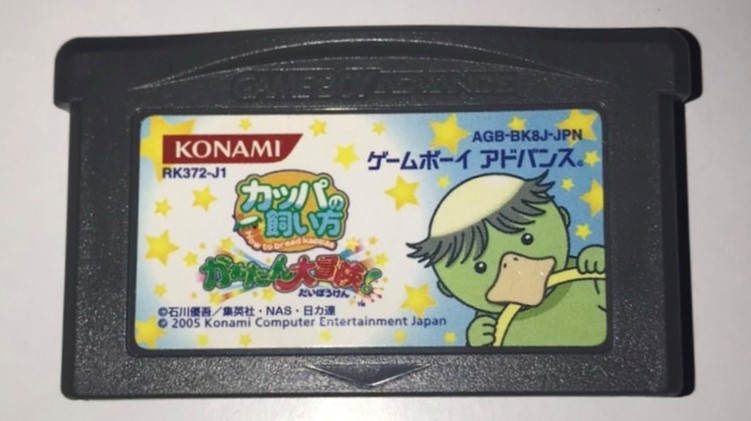 GAME BOY ADVANCE
KONAMI
RK372-J1
AGB-BK8J-JPN
ゲームボーイ アドバンス®
カッパの
飼い方
How to breed kappas
かぁたん大冒険!
だいぼうけん
TM
©石川優吾/集英社・NAS・日力連
© 2005 Konami Computer Entertainment Japan